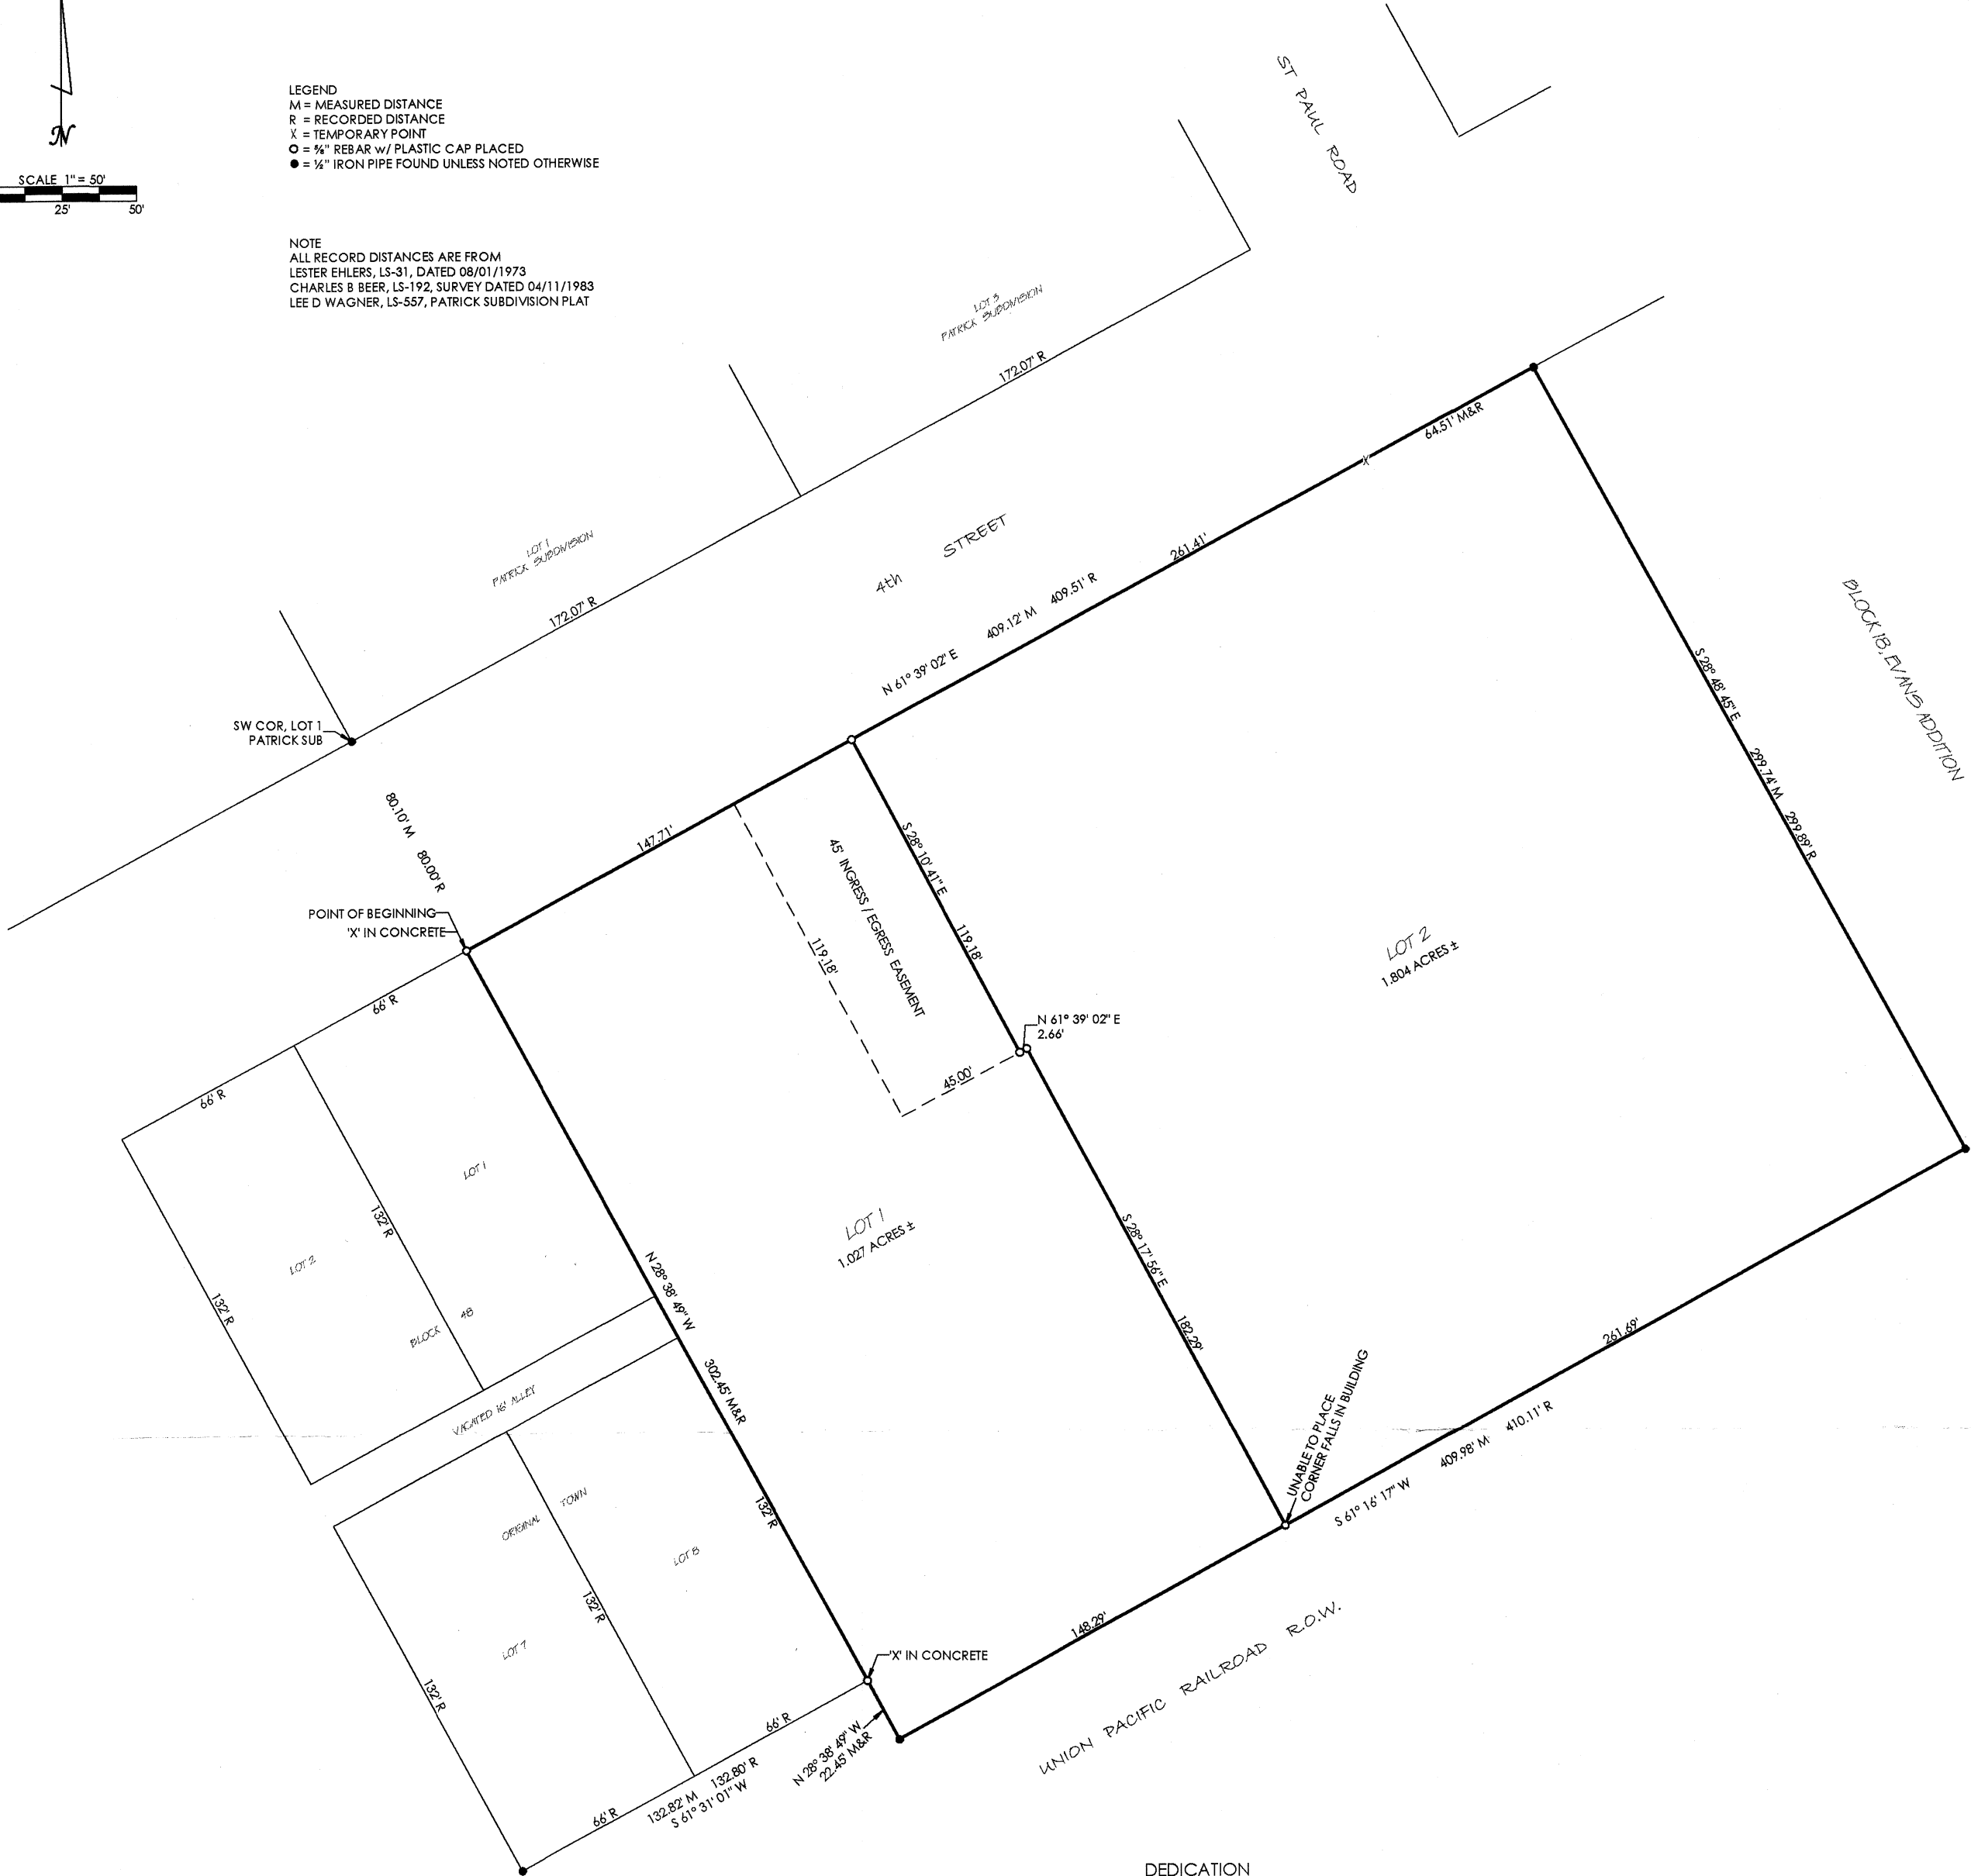 N
SCALE 1" = 50'
25'
50'
LEGEND
M = MEASURED DISTANCE
R = RECORDED DISTANCE
X = TEMPORARY POINT
O = ⅝" REBAR w/ PLASTIC CAP PLACED
● = ½" IRON PIPE FOUND UNLESS NOTED OTHERWISE
NOTE
ALL RECORD DISTANCES ARE FROM
LESTER EHLERS, LS-31, DATED 08/01/1973
CHARLES B BEER, LS-192, SURVEY DATED 04/11/1983
LEE D WAGNER, LS-557, PATRICK SUBDIVISION PLAT
ST PAUL ROAD
LOT 3
PATRICK SUBDIVISION
172.07' R
64.51' M&R
X
LOT 1
PATRICK SUBDIVISION
172.07' R
4th STREET
261.41'
409.12' M 409.51' R
N 61° 39' 02" E
BLOCK 18, EVANS ADDITION
S 28° 48' 45" E
299.74' M 299.89' R
SW COR, LOT 1
PATRICK SUB
80.10' M 80.00' R
147.71'
POINT OF BEGINNING
'X' IN CONCRETE
45' INGRESS / EGRESS EASEMENT
S 28° 10' 41" E
119.18'
119.18'
LOT 2
1.804 ACRES ±
N 61° 39' 02" E
2.66'
45.00'
66' R
66' R
LOT 1
132' R
LOT 2
132' R
BLOCK 48
VACATED 16' ALLEY
LOT 1
1.027 ACRES ±
N 28° 38' 49" W
302.45' M&R
S 28° 17' 56" E
182.29'
261.69'
UNABLE TO PLACE
CORNER FALLS IN BUILDING
409.98' M 410.11' R
S 61° 16' 17" W
132' R
ORIGINAL TOWN
LOT 8
132' R
LOT 7
132' R
148.29'
UNION PACIFIC RAILROAD R.O.W.
'X' IN CONCRETE
66' R
N 28° 38' 49" W
22.45' M&R
66' R
132.82' M 132.80' R
S 61° 31' 01" W
DEDICATION